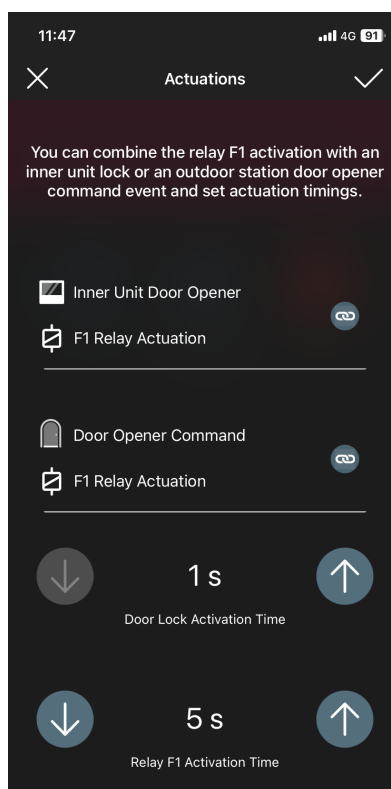 11:47
4G 91
Actuations
You can combine the relay F1 activation with an
inner unit lock or an outdoor station door opener
command event and set actuation timings.
Inner Unit Door Opener
F1 Relay Actuation
Door Opener Command
F1 Relay Actuation
1 s
Door Lock Activation Time
5 s
Relay F1 Activation Time